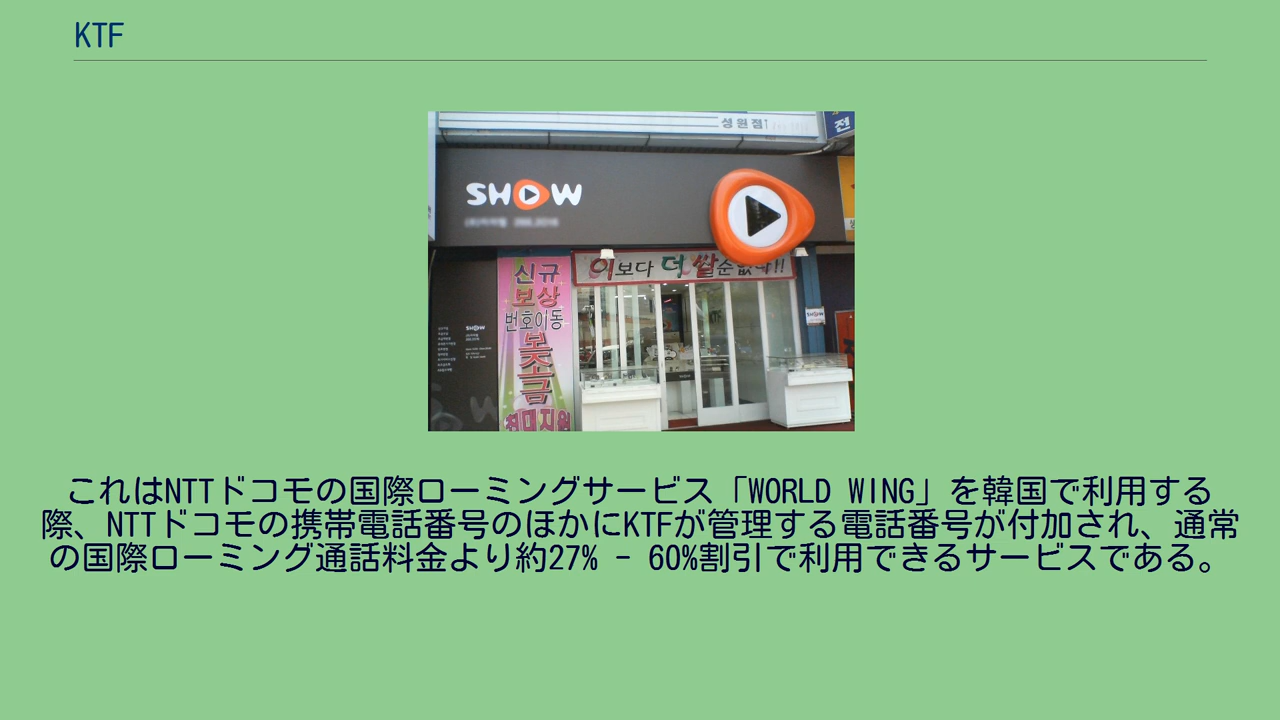 KTF
성원점
전
SHOW
이보다 더 쌀순없다!!
신규
보상
번호이동
KTF
SHOW
SHOW
これはNTTドコモの国際ローミングサービス「WORLD WING」を韓国で利用する
際、NTTドコモの携帯電話番号のほかにKTFが管理する電話番号が付加され、通常
の国際ローミング通話料金より約27% - 60%割引で利用できるサービスである。